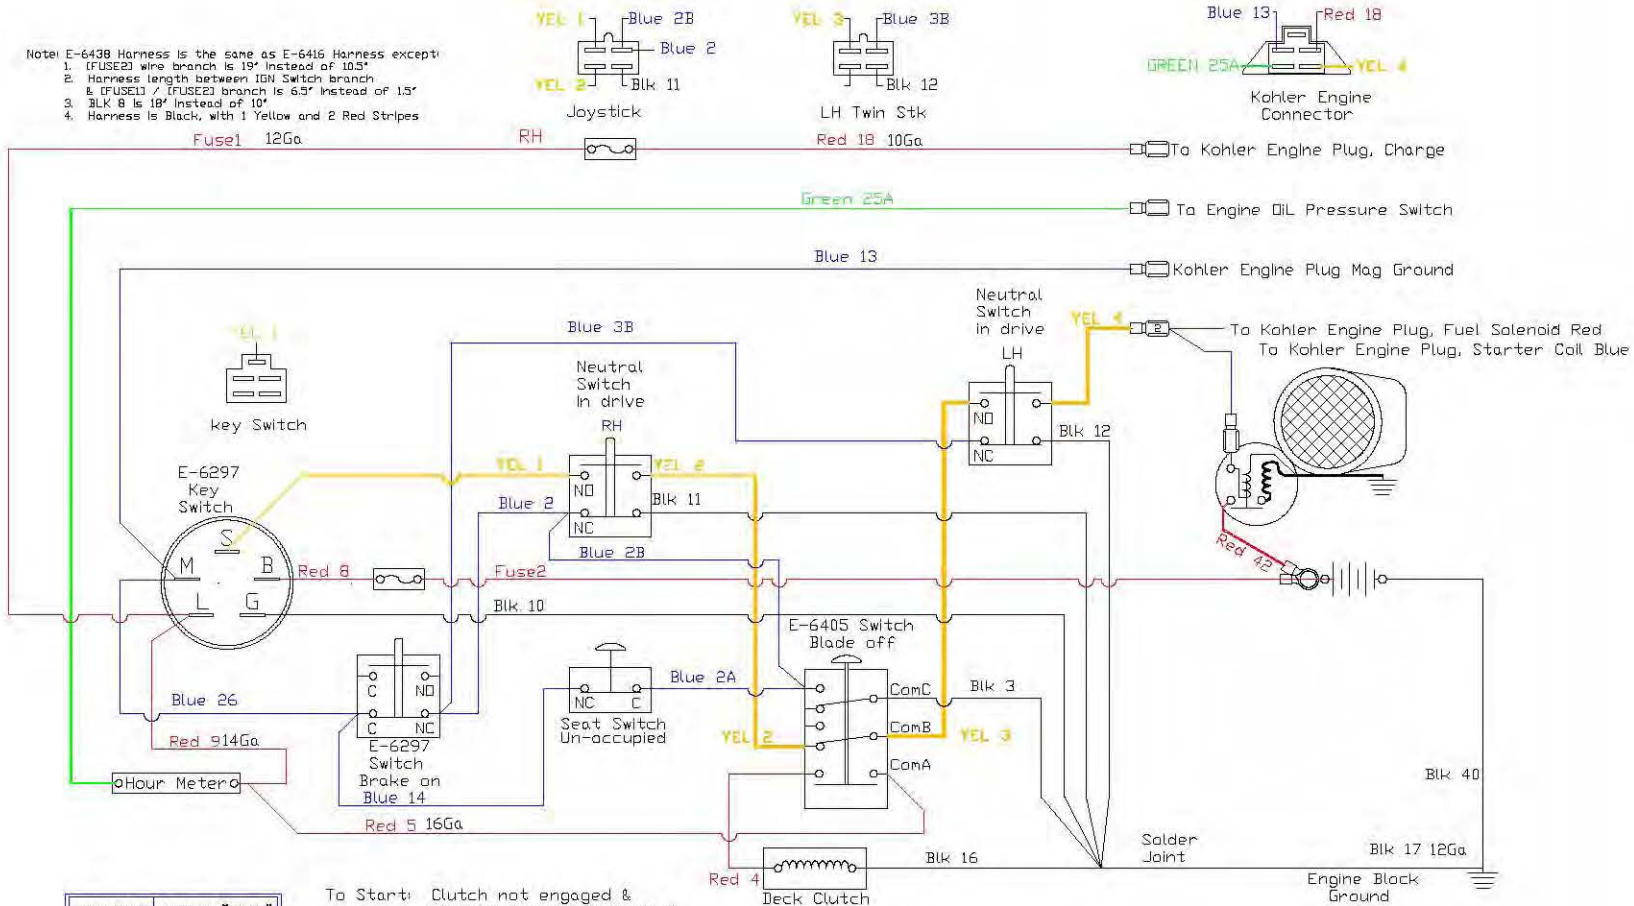 YEL 1
Blue 2B
Blue 2
YEL 2
Blk 11
Joystick
YEL 3
Blue 3B
Blk 12
LH Twin Stk
Blue 13
Red 18
GREEN 25A
YEL 4
Kohler Engine
Connector
Note: E-6438 Harness is the same as E-6416 Harness except:
1. [FUSE2] wire branch is 19" instead of 10.5"
2. Harness length between IGN Switch branch
& [FUSE1] / [FUSE2] branch is 6.5" instead of 1.5"
3. BLK 8 is 18" instead of 10"
4. Harness is Black, with 1 Yellow and 2 Red Stripes
Fuse1 12Ga
RH
Red 18 10Ga
To Kohler Engine Plug, Charge
Green 25A
To Engine OiL Pressure Switch
Blue 13
Kohler Engine Plug Mag Ground
Neutral
Switch
in drive
LH
YEL 4
2
To Kohler Engine Plug, Fuel Solenoid Red
To Kohler Engine Plug, Starter Coil Blue
Blue 3B
key Switch
Neutral
Switch
in drive
RH
NO
NC
Blk 12
E-6297
Key
Switch
YEL 1
YEL 2
NO
NC
Blue 2
Blk 11
Blue 2B
S
M
B
L
G
Red 8
Fuse2
Red 42
Blk 10
E-6405 Switch
Blade off
C
NO
C
NC
Blue 26
NC
C
Blue 2A
ComC
Blk 3
Seat Switch
Un-occupied
YEL 2
ComB
YEL 3
Red 9 14Ga
E-6297
Switch
Brake on
ComA
Hour Meter
Blue 14
Blk 40
Red 5 16Ga
Solder
Joint
Blk 16
Blk 17 12Ga
Red 4
Deck Clutch
Engine Block
Ground
To Start: Clutch not engaged &